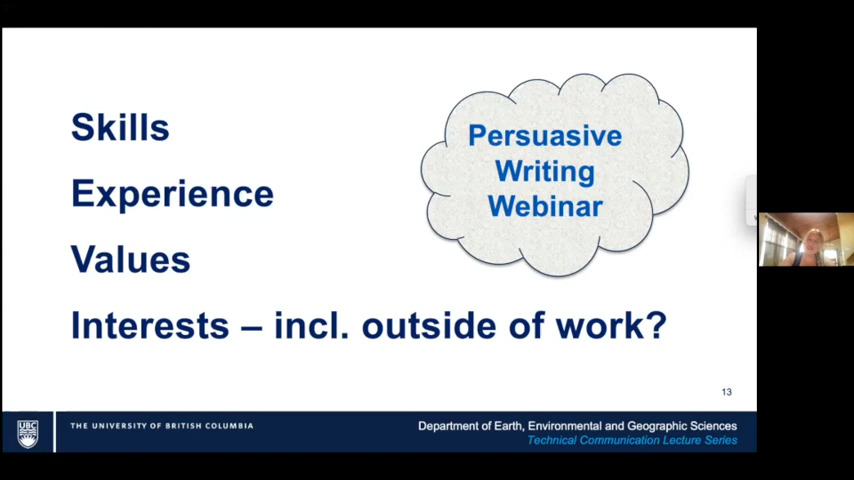 Skills
Experience
Values
Interests – incl. outside of work?
Persuasive
Writing
Webinar
13
UBC
THE UNIVERSITY OF BRITISH COLUMBIA
Department of Earth, Environmental and Geographic Sciences
Technical Communication Lecture Series